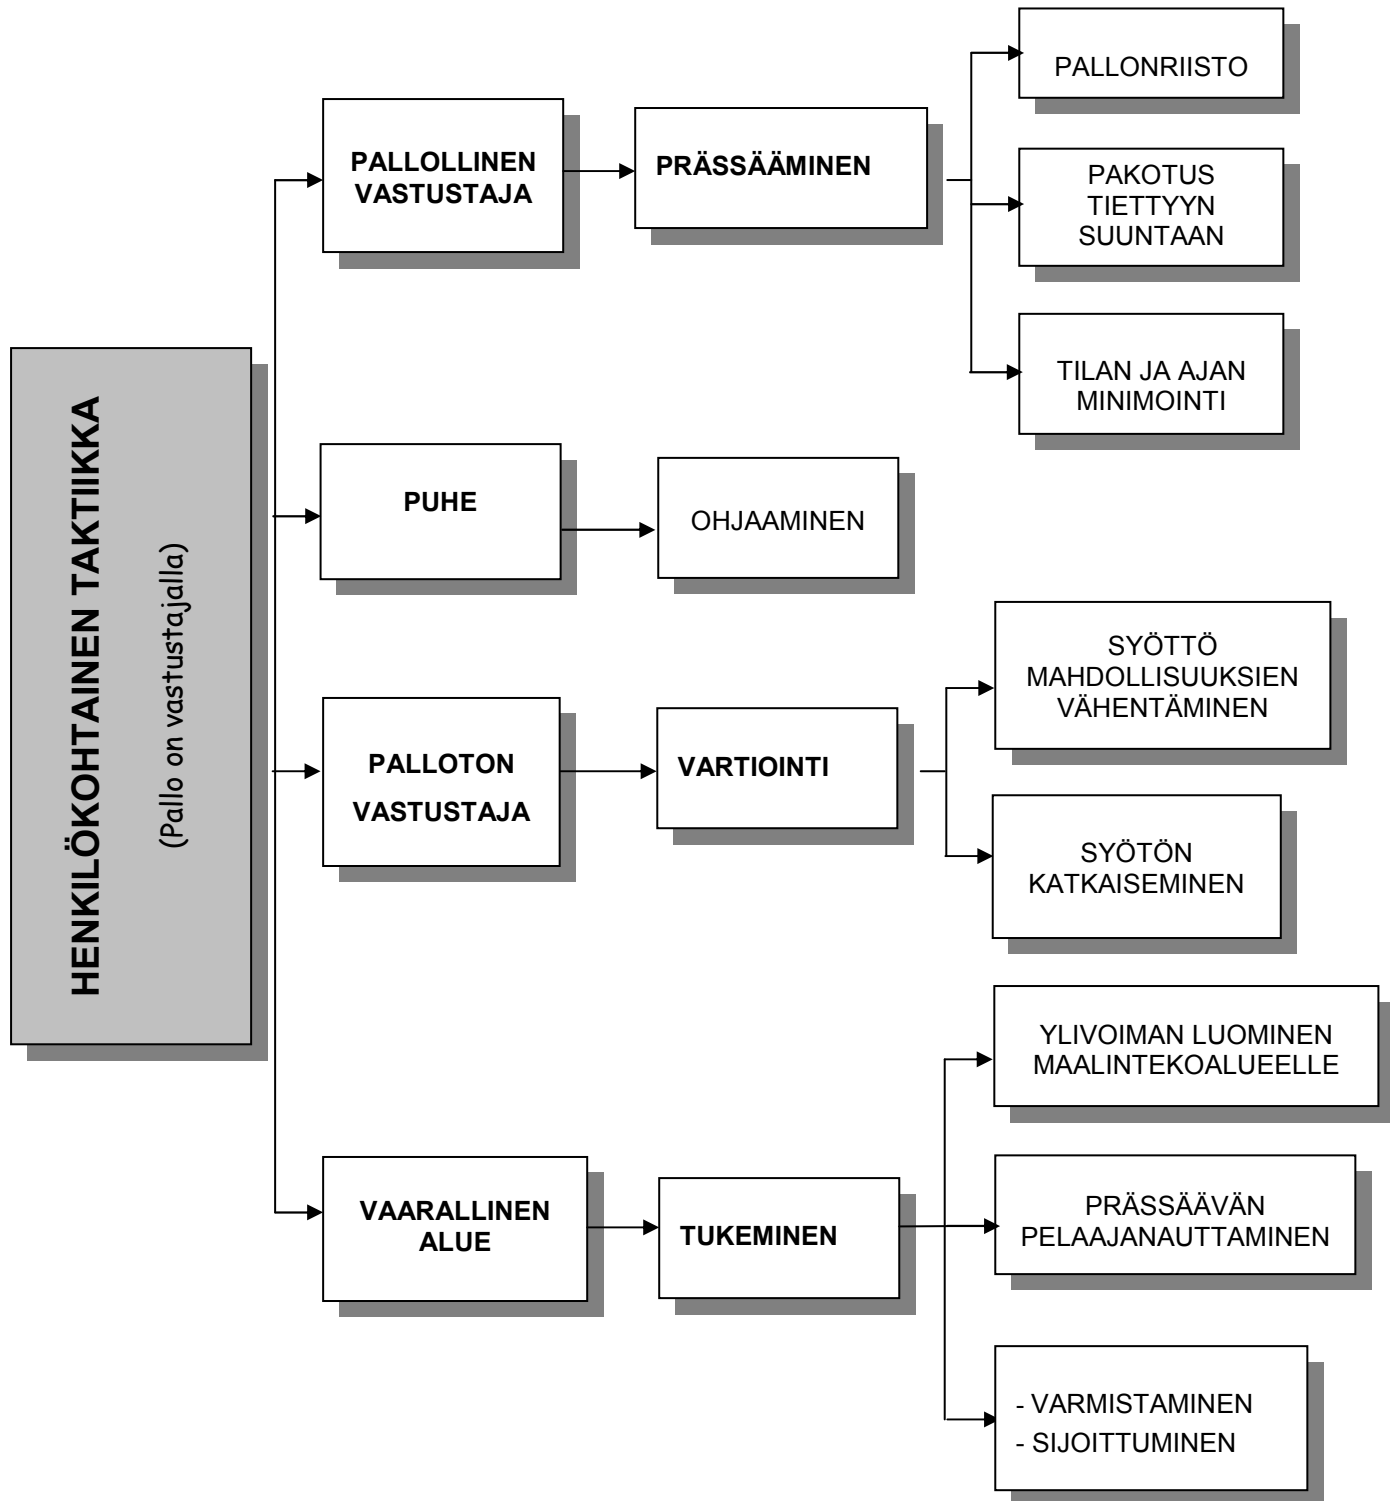 HENKILÖKOHTAINEN TAKTIIKKA
(Pallo on vastustajalla)
PALLOLLINEN
VASTUSTAJA
PRÄSSÄÄMINEN
PALLONRIISTO
PAKOTUS
TIETTYYN
SUUNTAAN
TILAN JA AJAN
MINIMOINTI
PUHE
OHJAAMINEN
PALLOTON
VASTUSTAJA
VARTIOINTI
SYÖTTÖ
MAHDOLLISUUKSIEN
VÄHENTÄMINEN
SYÖTÖN
KATKAISEMINEN
VAARALLINEN
ALUE
TUKEMINEN
YLIVOIMAN LUOMINEN
MAALINTEKOALUEELLE
PRÄSSÄÄVÄN
PELAAJANAUTTAMINEN
- VARMISTAMINEN
- SIJOITTUMINEN